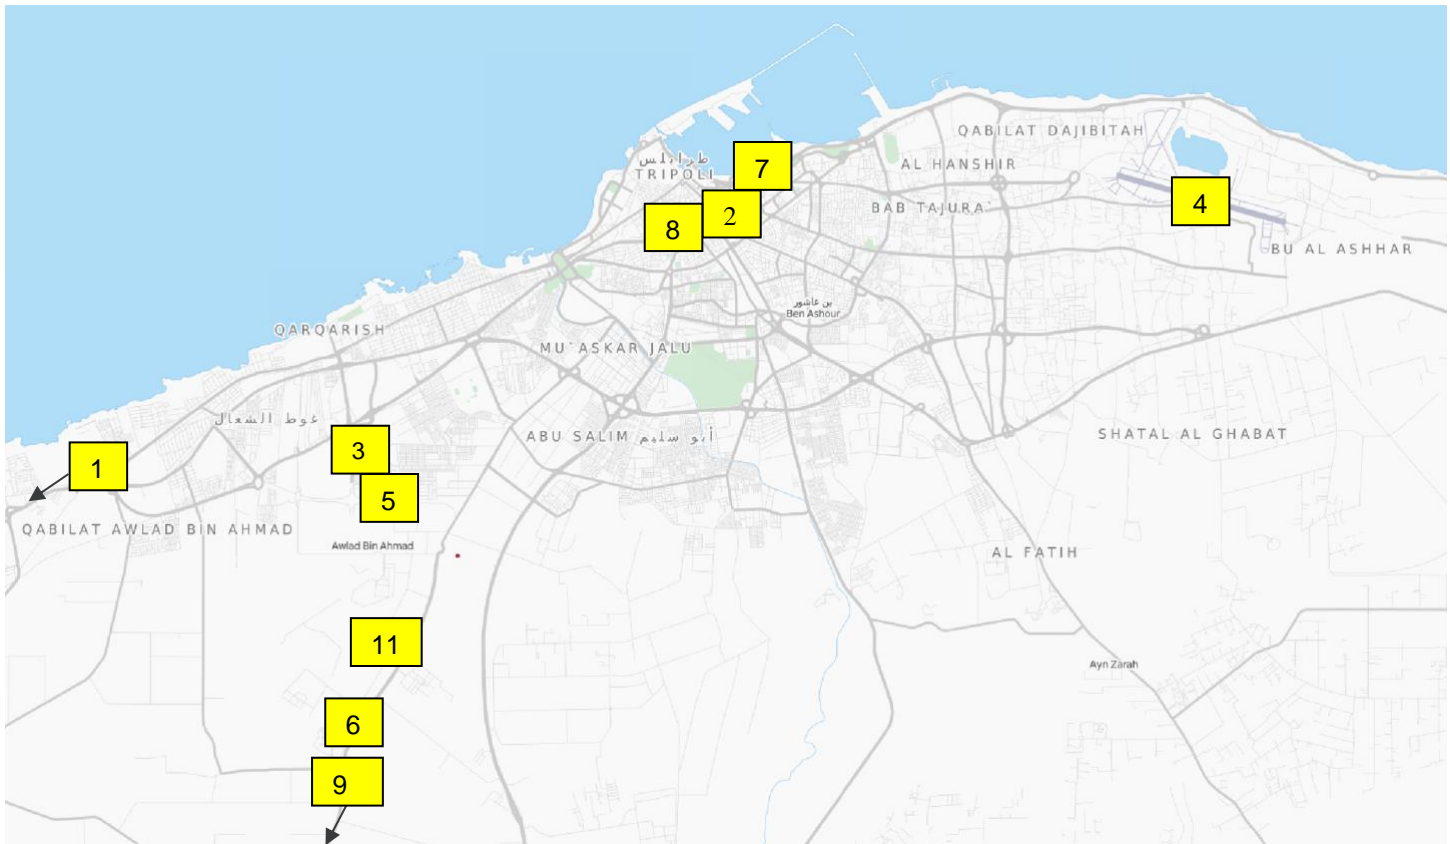 QABILAT DAJIBITAH
طرابلس
TRIPOLI
7
AL HANSHIR
4
2
BAB TAJURA`
8
BU AL ASHHAR
بن عاشور
Ben Ashour
QARQARISH
MU`ASKAR JALU
غوط الشعال
ABU SALIM أبو سليم
SHATAL AL GHABAT
3
1
5
QABILAT AWLAD BIN AHMAD
Awlad Bin Ahmad
AL FATIH
11
Ayn Zarah
6
9